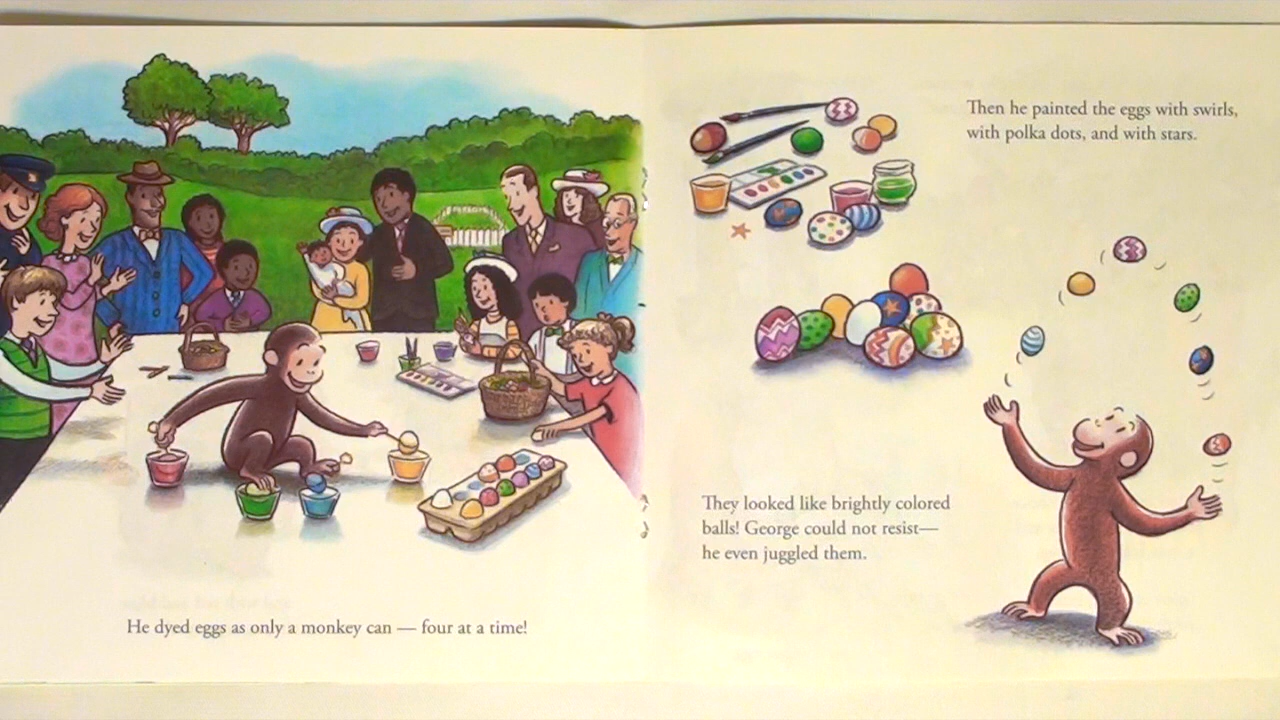 He dyed eggs as only a monkey can — four at a time!
Then he painted the eggs with swirls,
with polka dots, and with stars.
They looked like brightly colored
balls! George could not resist—
he even juggled them.